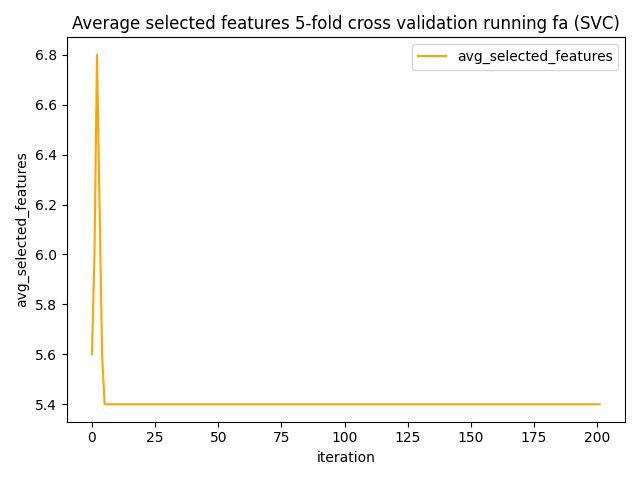 Average selected features 5-fold cross validation running fa (SVC)
avg_selected_features
avg_selected_features
6.8
6.6
6.4
6.2
6.0
5.8
5.6
5.4
0 25 50 75 100 125 150 175 200
iteration